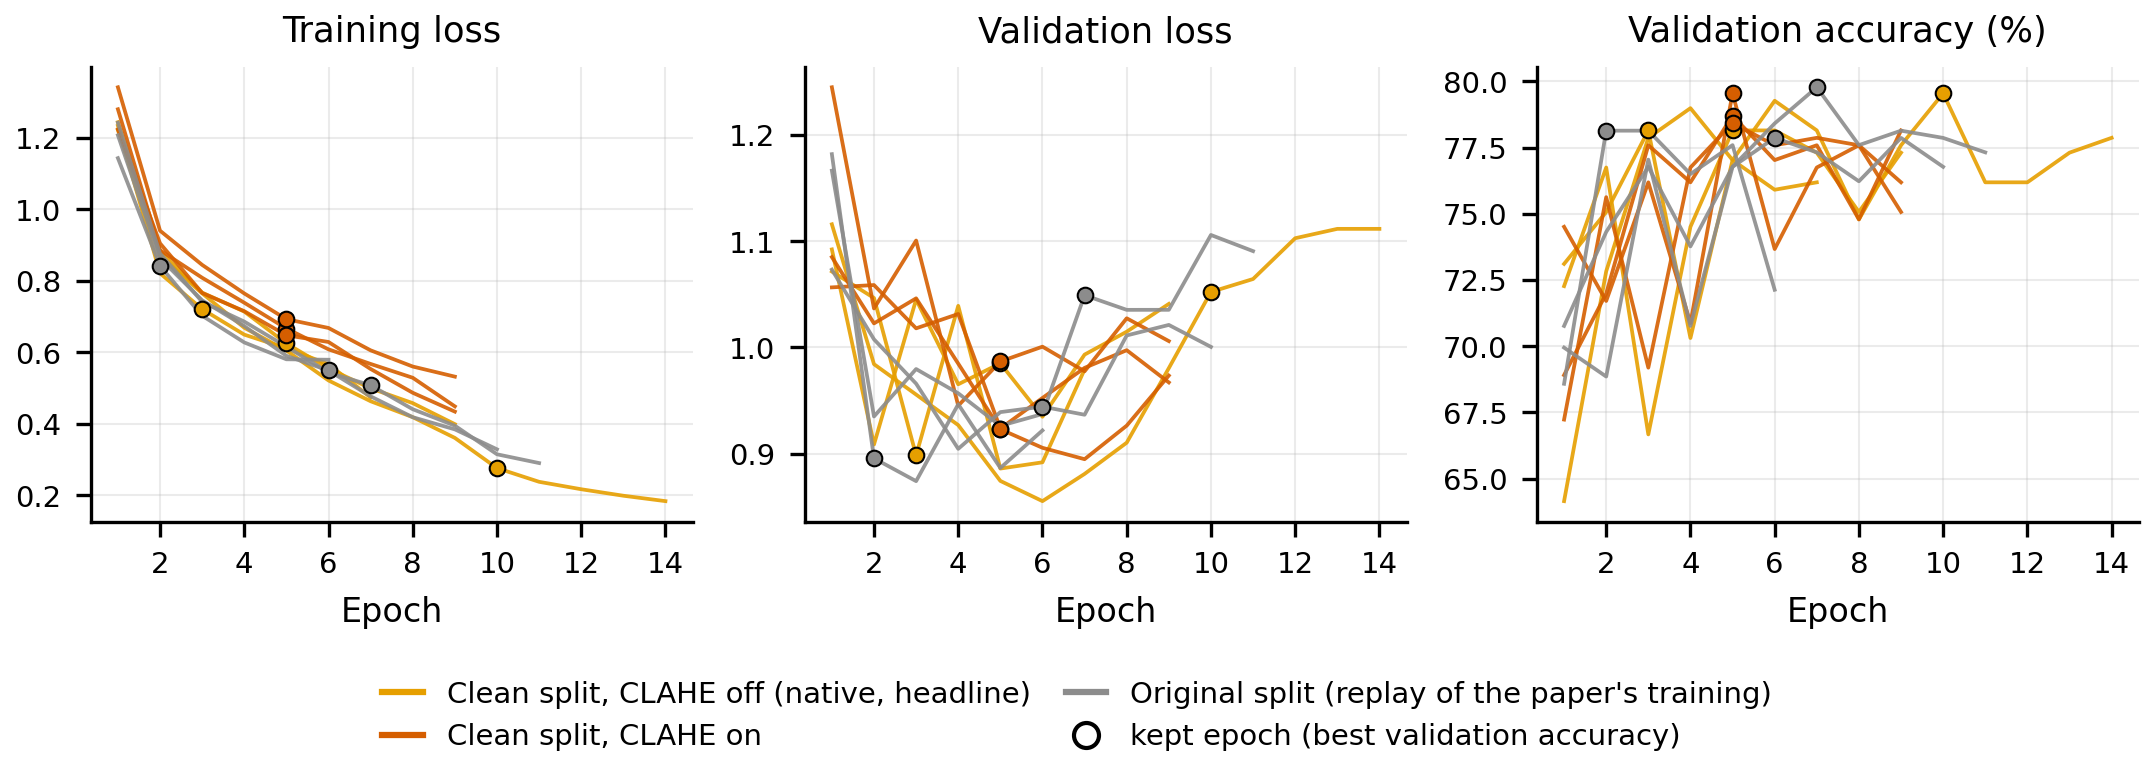 Training loss
Validation loss
Validation accuracy (%)
1.2
1.0
0.8
0.6
0.4
0.2
2 4 6 8 10 12 14
Epoch
1.2
1.1
1.0
0.9
2 4 6 8 10 12 14
Epoch
80.0
77.5
75.0
72.5
70.0
67.5
65.0
2 4 6 8 10 12 14
Epoch
Clean split, CLAHE off (native, headline)
Clean split, CLAHE on
Original split (replay of the paper's training)
kept epoch (best validation accuracy)